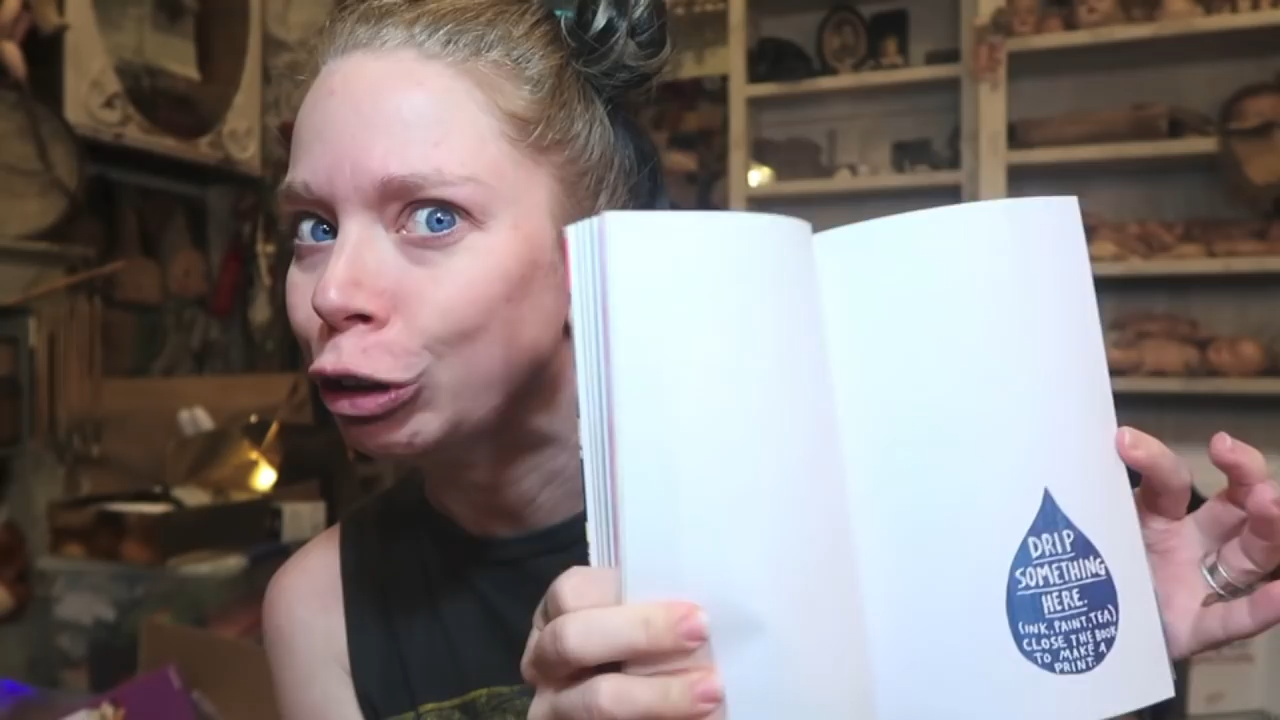 DRIP
SOMETHING
HERE.
(INK, PAINT, TEA)
CLOSE THE BOOK
TO MAKE A
PRINT.